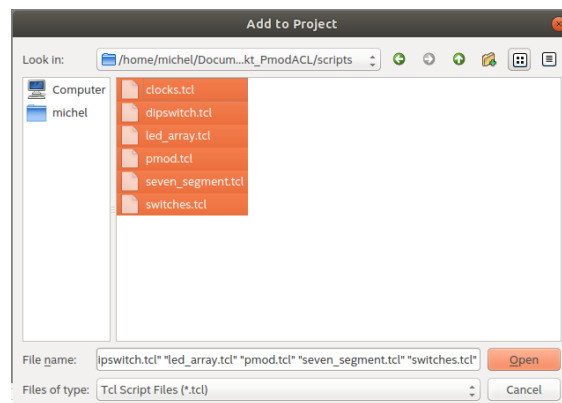 Add to Project
Look in: /home/michel/Docum...kt_PmodACL/scripts
Computer
michel
clocks.tcl
dipswitch.tcl
led_array.tcl
pmod.tcl
seven_segment.tcl
switches.tcl
File name: ipswitch.tcl" "led_array.tcl" "pmod.tcl" "seven_segment.tcl" "switches.tcl" Open
Files of type: Tcl Script Files (*.tcl) Cancel